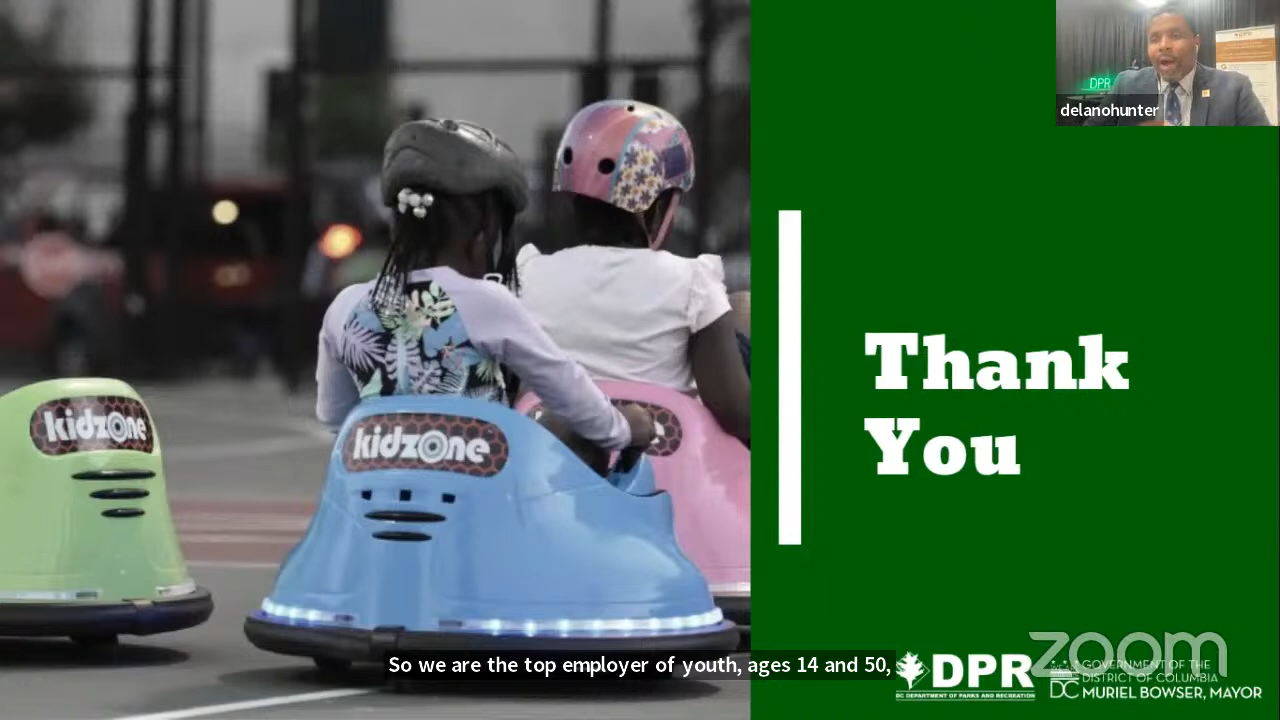 DPR
delanohunter
kidzone
kidzone
Thank
You
So we are the top employer of youth, ages 14 and 50,
DPR
DC DEPARTMENT OF PARKS AND RECREATION
zoom
GOVERNMENT OF THE
DISTRICT OF COLUMBIA
DC MURIEL BOWSER, MAYOR